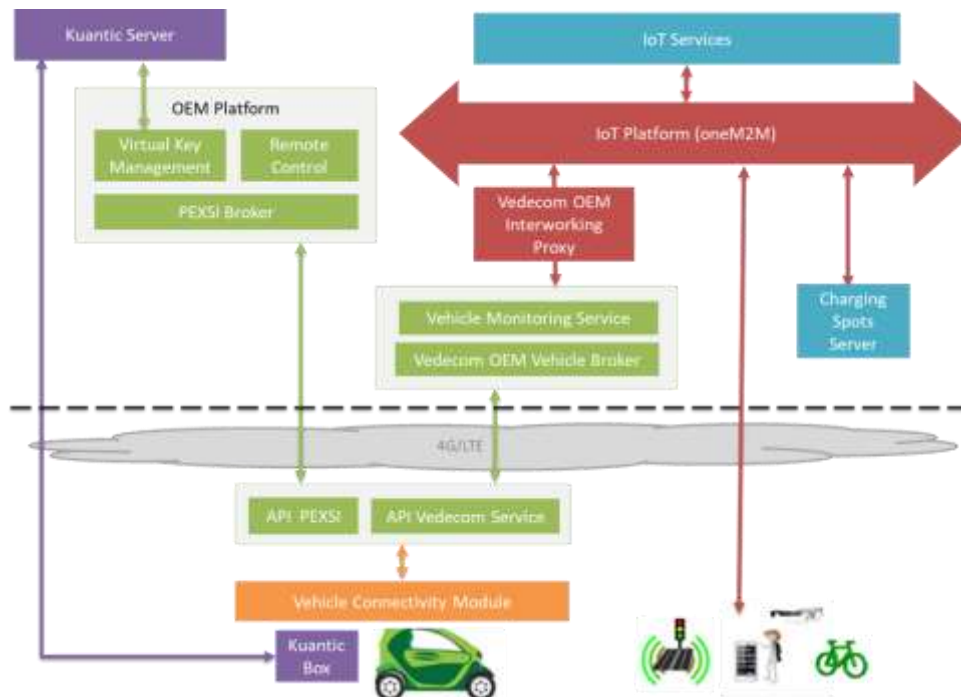 Kuantic Server
IoT Services
OEM Platform
Virtual Key
Management
Remote
Control
PEXSI Broker
IoT Platform (oneM2M)
Vedecom OEM
Interworking
Proxy
Vehicle Monitoring Service
Vedecom OEM Vehicle Broker
Charging
Spots
Server
4G/LTE
API PEXSI
API Vedecom Service
Vehicle Connectivity Module
Kuantic
Box